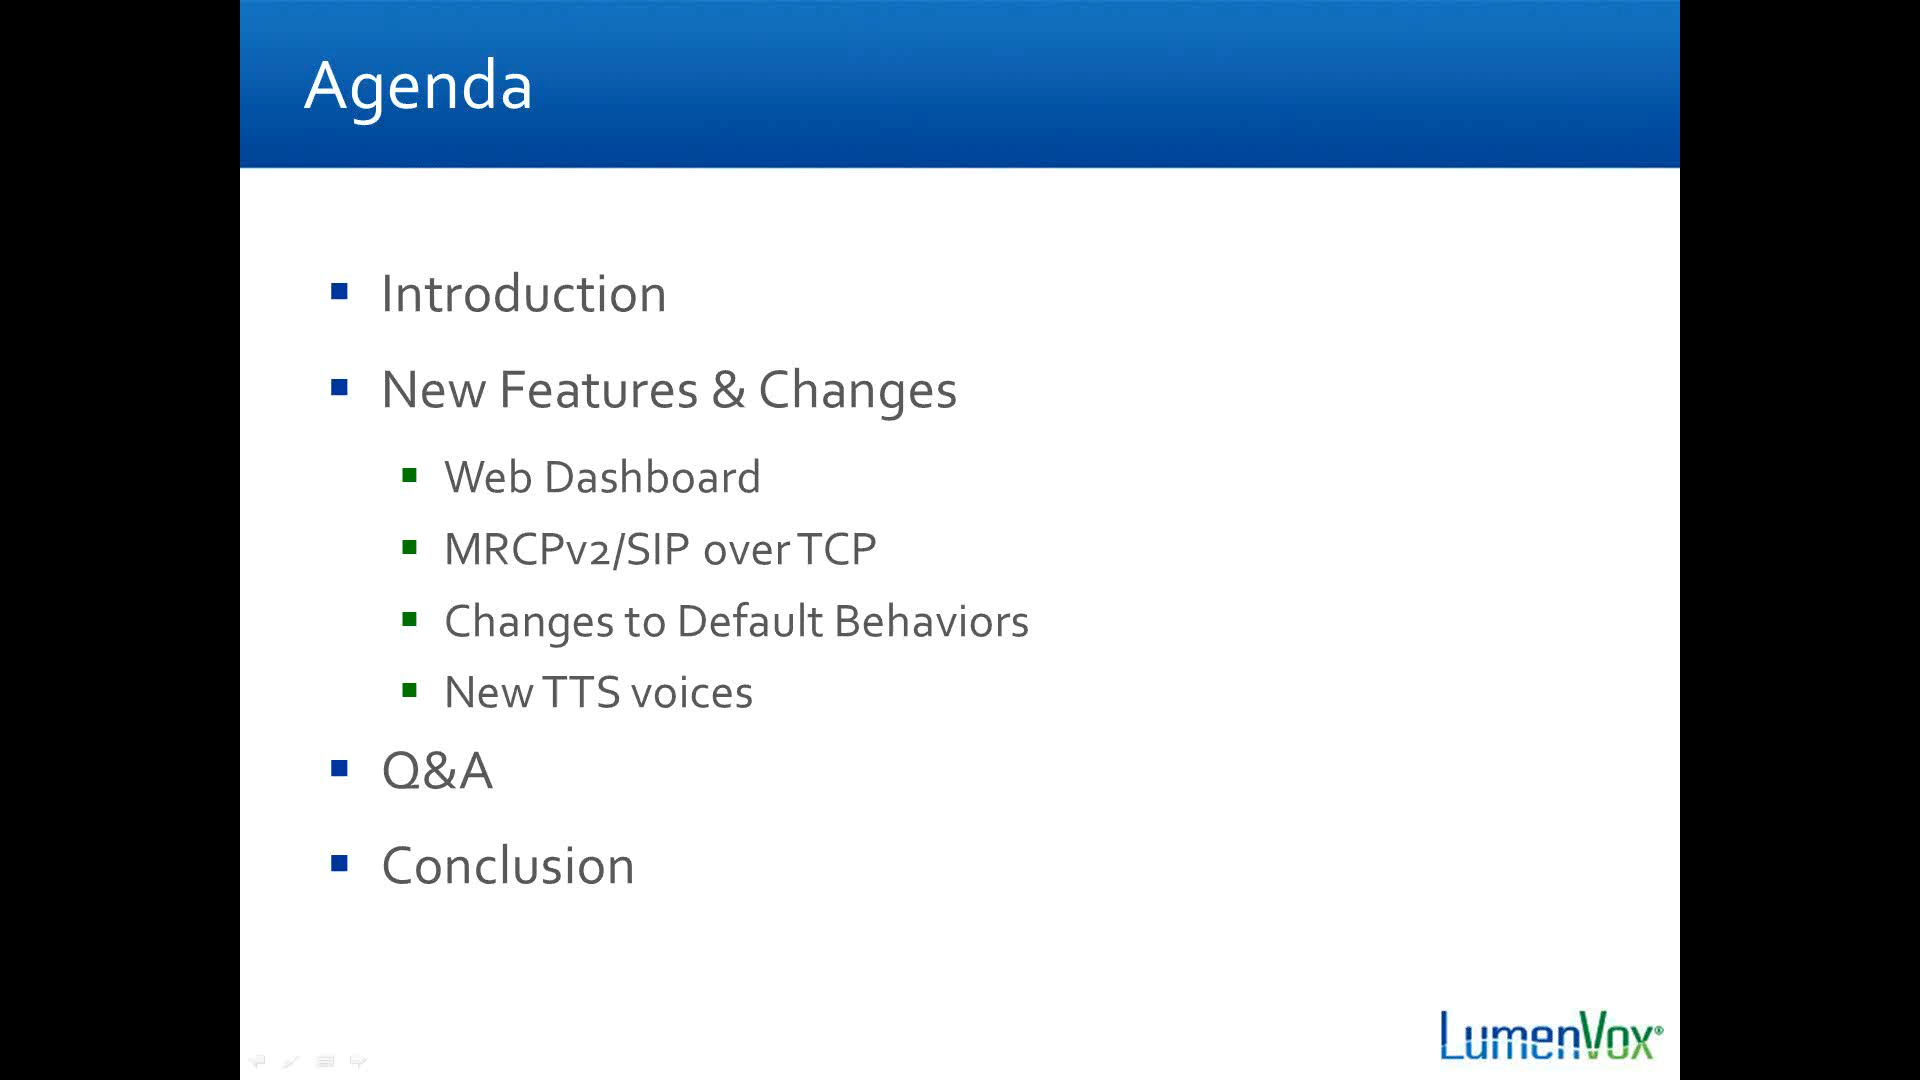 Agenda
Introduction
New Features & Changes
Web Dashboard
MRCPv2/SIP over TCP
Changes to Default Behaviors
New TTS voices
Q&A
Conclusion
LumenVox®